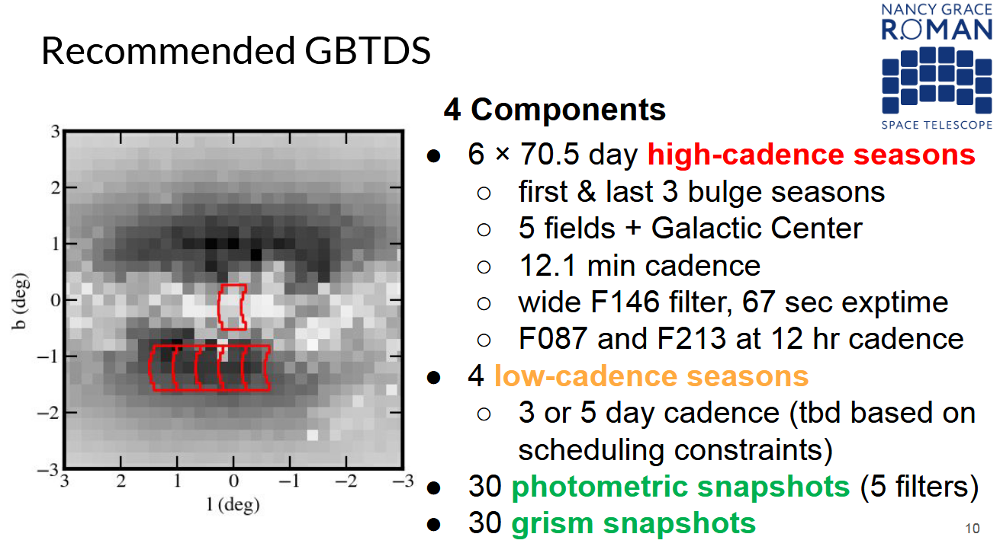 NANCY GRACE
ROMAN
SPACE TELESCOPE
Recommended GBTDS
3
2
1
0
−1
−2
−3
b (deg)
3 2 1 0 −1 −2 −3
l (deg)
4 Components
● 6 × 70.5 day high-cadence seasons
○ first & last 3 bulge seasons
○ 5 fields + Galactic Center
○ 12.1 min cadence
○ wide F146 filter, 67 sec exptime
○ F087 and F213 at 12 hr cadence
● 4 low-cadence seasons
○ 3 or 5 day cadence (tbd based on
scheduling constraints)
● 30 photometric snapshots (5 filters)
● 30 grism snapshots
10